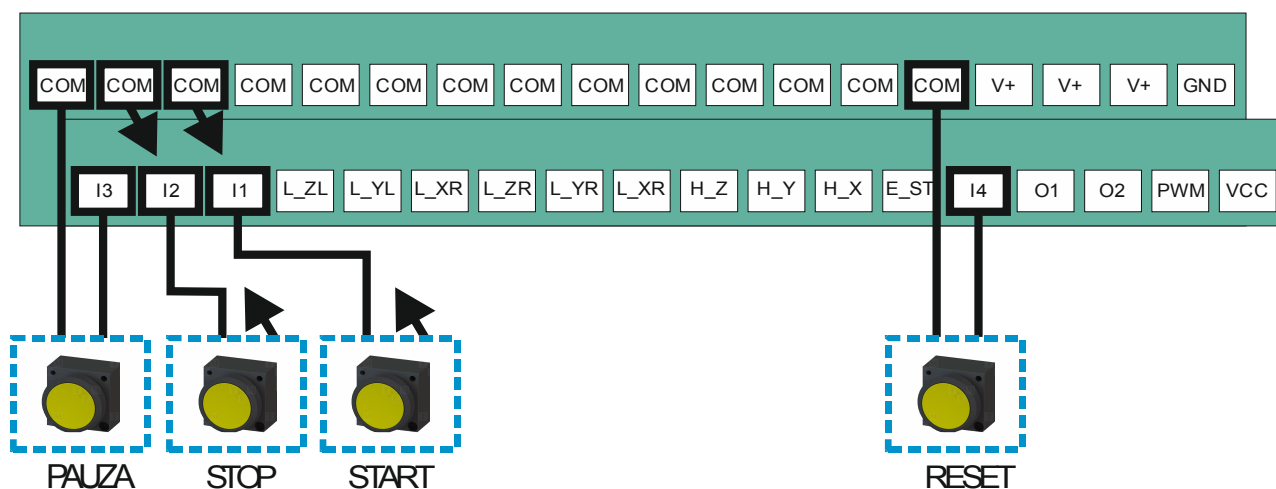 COM COM COM COM COM COM COM COM COM COM COM COM COM COM V+ V+ V+ GND
I3 I2 I1 L_ZL L_YL L_XR L_ZR L_YR L_XR H_Z H_Y H_X E_ST I4 O1 O2 PWM VCC
PAUZA STOP START RESET